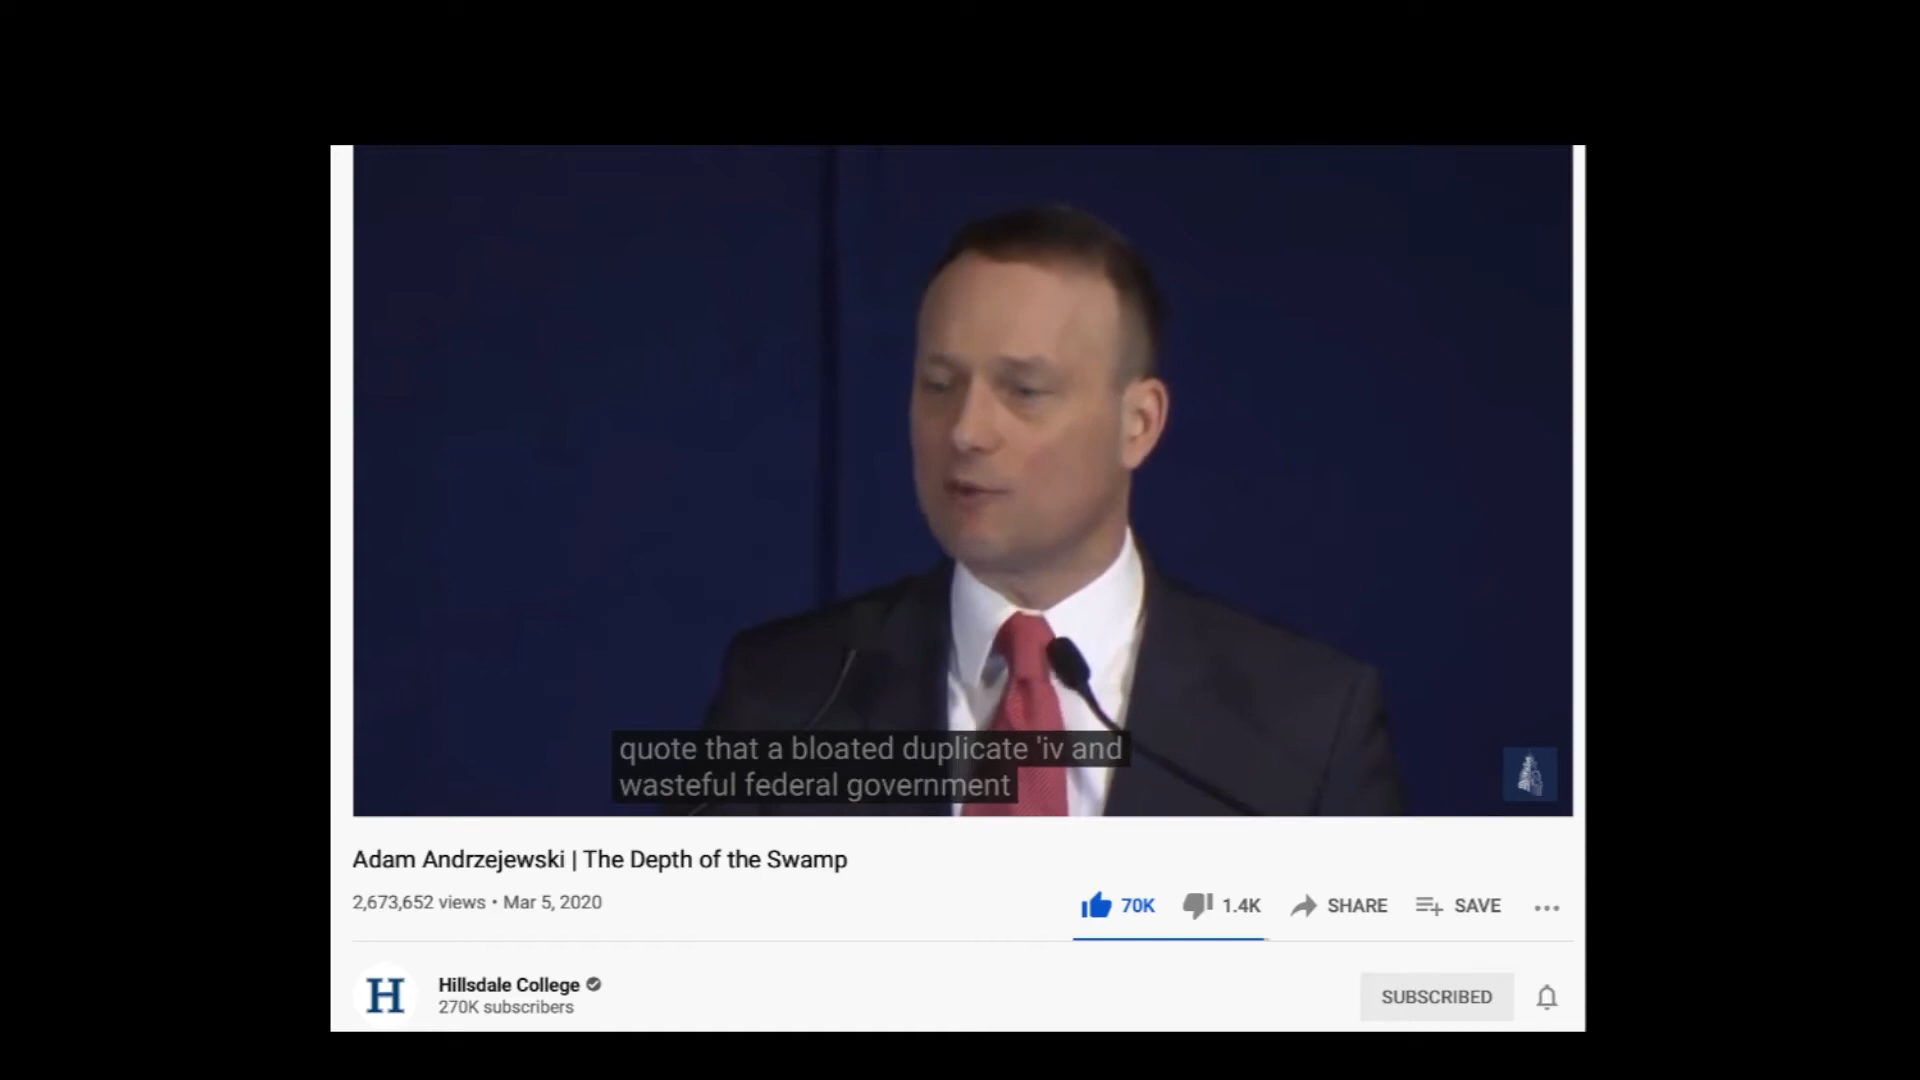 quote that a bloated duplicate 'iv and
wasteful federal government
Adam Andrzejewski | The Depth of the Swamp
2,673,652 views • Mar 5, 2020
70K
1.4K
SHARE
SAVE
H
Hillsdale College
270K subscribers
SUBSCRIBED